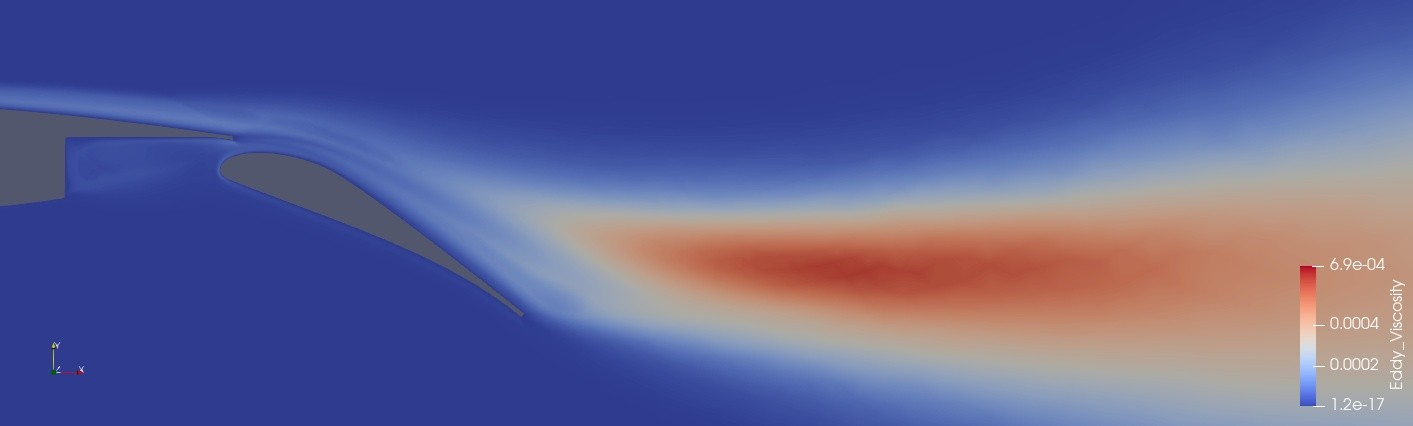 6.9e-04
0.0004
0.0002
1.2e-17
Eddy_Viscosity
Y
Z
X